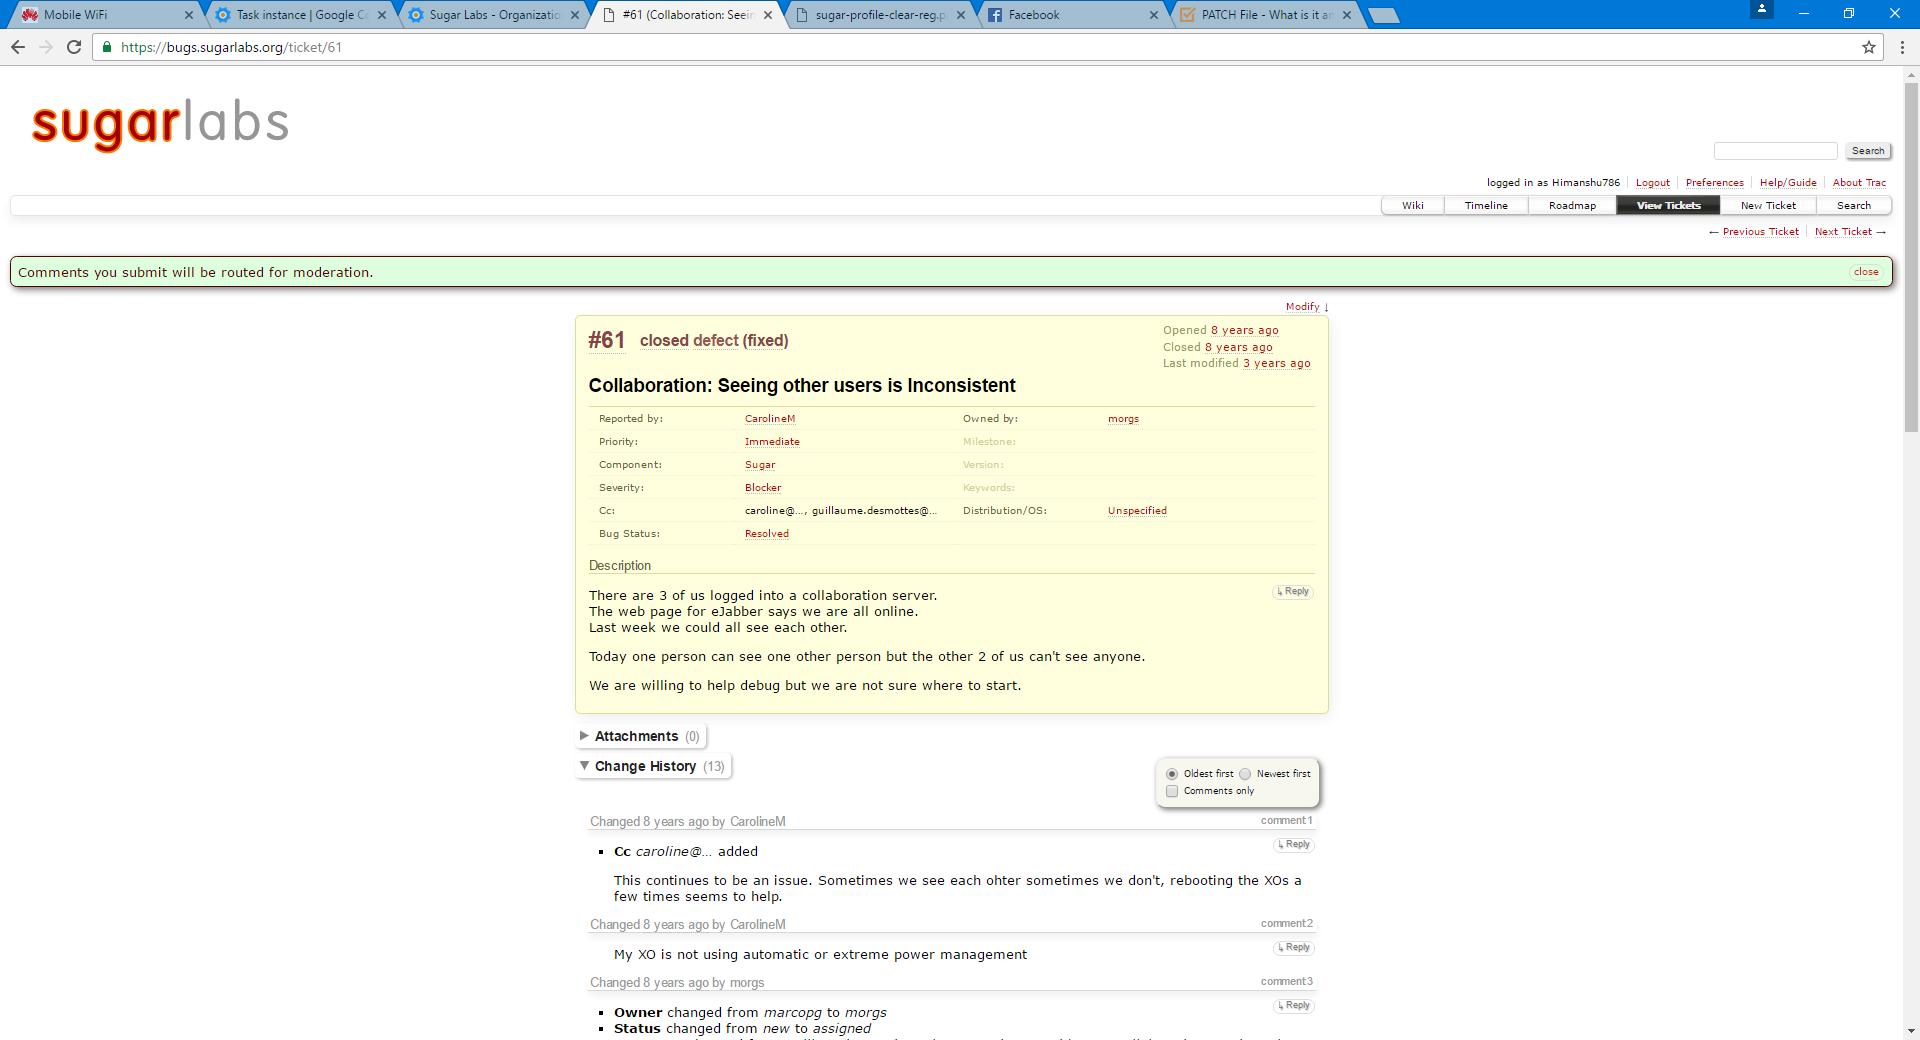 Mobile WiFi
Task instance | Google Co
Sugar Labs - Organizatio
#61 (Collaboration: Seein
sugar-profile-clear-reg.p
Facebook
PATCH File - What is it an
https://bugs.sugarlabs.org/ticket/61
sugarlabs
Search
logged in as Himanshu786 Logout Preferences Help/Guide About Trac
Wiki Timeline Roadmap View Tickets New Ticket Search
← Previous Ticket Next Ticket →
Comments you submit will be routed for moderation. close
Modify ↓
#61 closed defect (fixed)
Opened 8 years ago
Closed 8 years ago
Last modified 3 years ago
Collaboration: Seeing other users is Inconsistent
Reported by: CarolineM Owned by: morgs
Priority: Immediate Milestone:
Component: Sugar Version:
Severity: Blocker Keywords:
Cc: caroline@…, guillaume.desmottes@… Distribution/OS: Unspecified
Bug Status: Resolved
Description
↳ Reply
There are 3 of us logged into a collaboration server.
The web page for eJabber says we are all online.
Last week we could all see each other.
Today one person can see one other person but the other 2 of us can't see anyone.
We are willing to help debug but we are not sure where to start.
Attachments (0)
Change History (13)
Oldest first Newest first
Comments only
Changed 8 years ago by CarolineM comment1
↳ Reply
▪ Cc caroline@… added
This continues to be an issue. Sometimes we see each ohter sometimes we don't, rebooting the XOs a
few times seems to help.
Changed 8 years ago by CarolineM comment2
↳ Reply
My XO is not using automatic or extreme power management
Changed 8 years ago by morgs comment3
↳ Reply
▪ Owner changed from marcopg to morgs
▪ Status changed from new to assigned